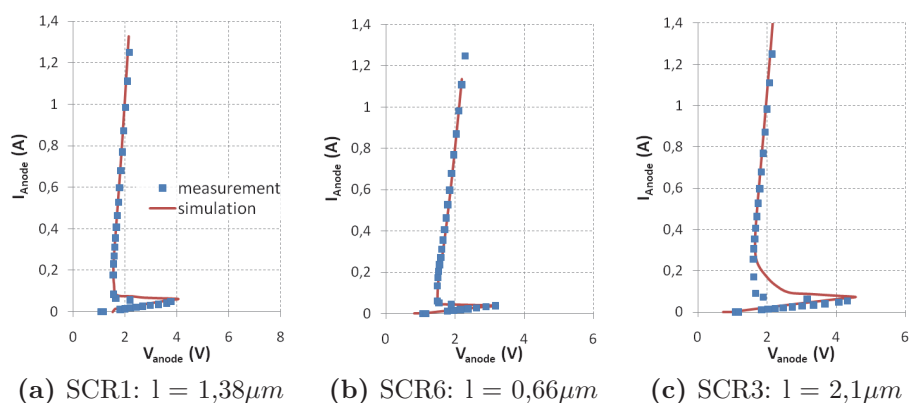 1,4
1,2
1
0,8
0,6
0,4
0,2
0
I_Anode (A)
measurement
simulation
0 2 4 6 8
V_anode (V)
(a) SCR1: l = 1,38μm
1,4
1,2
1
0,8
0,6
0,4
0,2
0
I_Anode (A)
0 2 4 6
V_anode (V)
(b) SCR6: l = 0,66μm
1,4
1,2
1
0,8
0,6
0,4
0,2
0
I_Anode (A)
0 2 4 6
V_anode (V)
(c) SCR3: l = 2,1μm